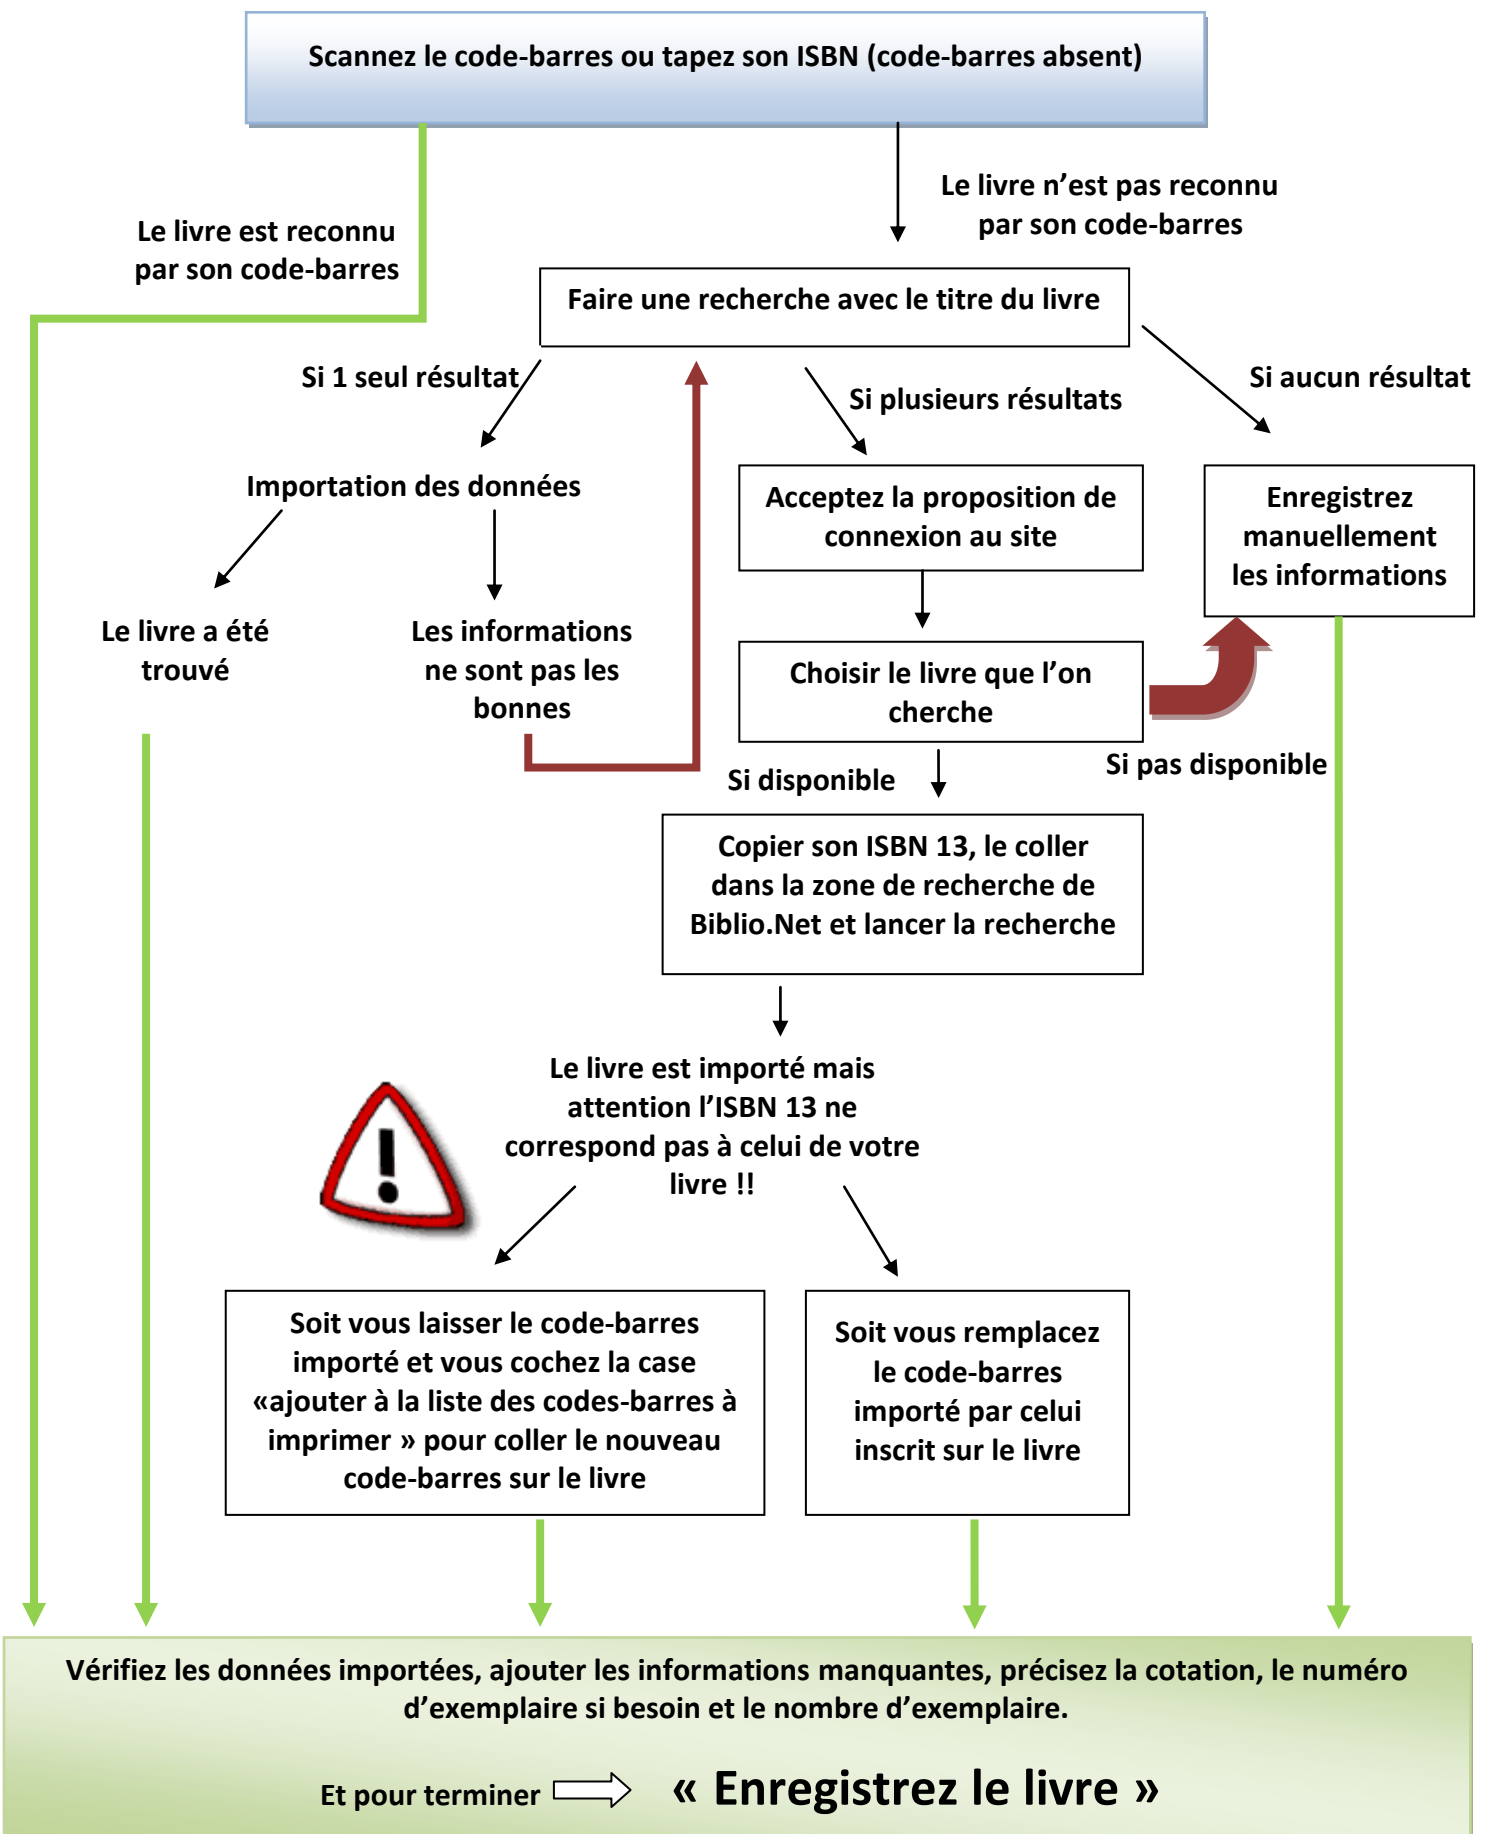 Scannez le code-barres ou tapez son ISBN (code-barres absent)
Le livre n’est pas reconnu
par son code-barres
Le livre est reconnu
par son code-barres
Faire une recherche avec le titre du livre
Si 1 seul résultat
Si plusieurs résultats
Si aucun résultat
Importation des données
Acceptez la proposition de
connexion au site
Enregistrez
manuellement
les informations
Le livre a été
trouvé
Les informations
ne sont pas les
bonnes
Choisir le livre que l’on
cherche
Si disponible
Si pas disponible
Copier son ISBN 13, le coller
dans la zone de recherche de
Biblio.Net et lancer la recherche
Le livre est importé mais
attention l’ISBN 13 ne
correspond pas à celui de votre
livre !!
Soit vous laisser le code-barres
importé et vous cochez la case
«ajouter à la liste des codes-barres à
imprimer » pour coller le nouveau
code-barres sur le livre
Soit vous remplacez
le code-barres
importé par celui
inscrit sur le livre
Vérifiez les données importées, ajouter les informations manquantes, précisez la cotation, le numéro
d’exemplaire si besoin et le nombre d’exemplaire.
Et pour terminer « Enregistrez le livre »